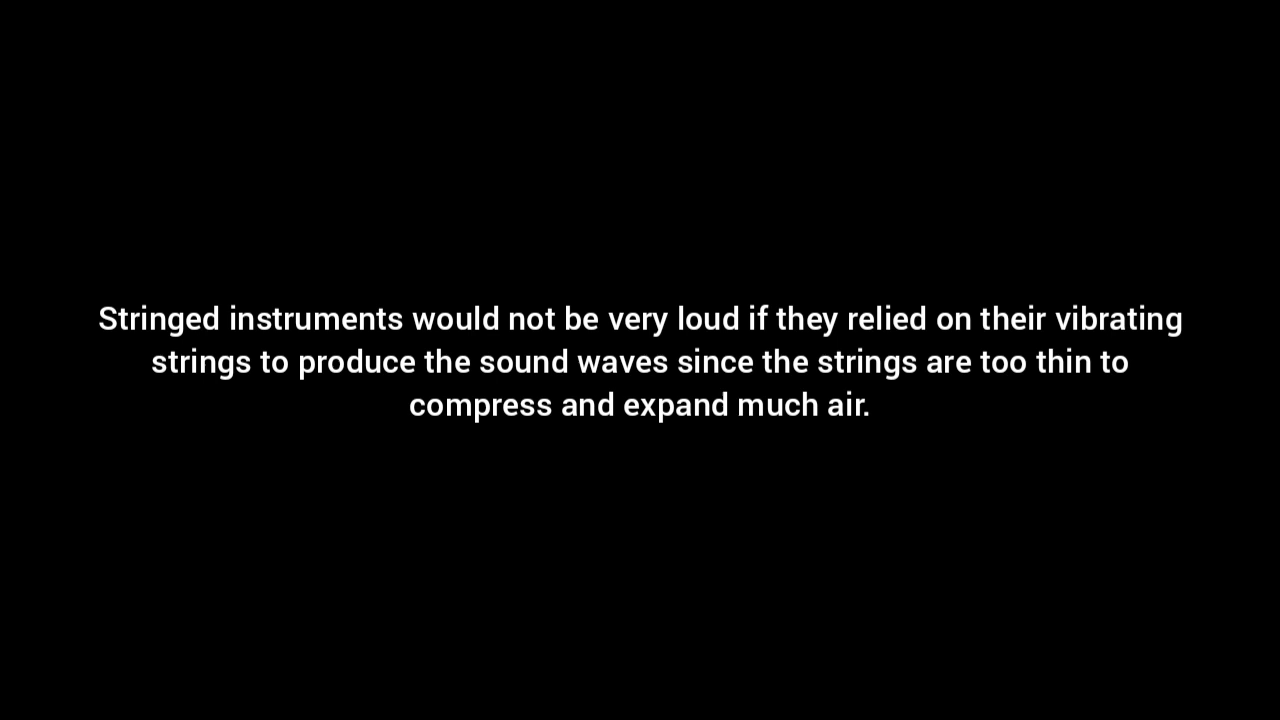 Stringed instruments would not be very loud if they relied on their vibrating
strings to produce the sound waves since the strings are too thin to
compress and expand much air.